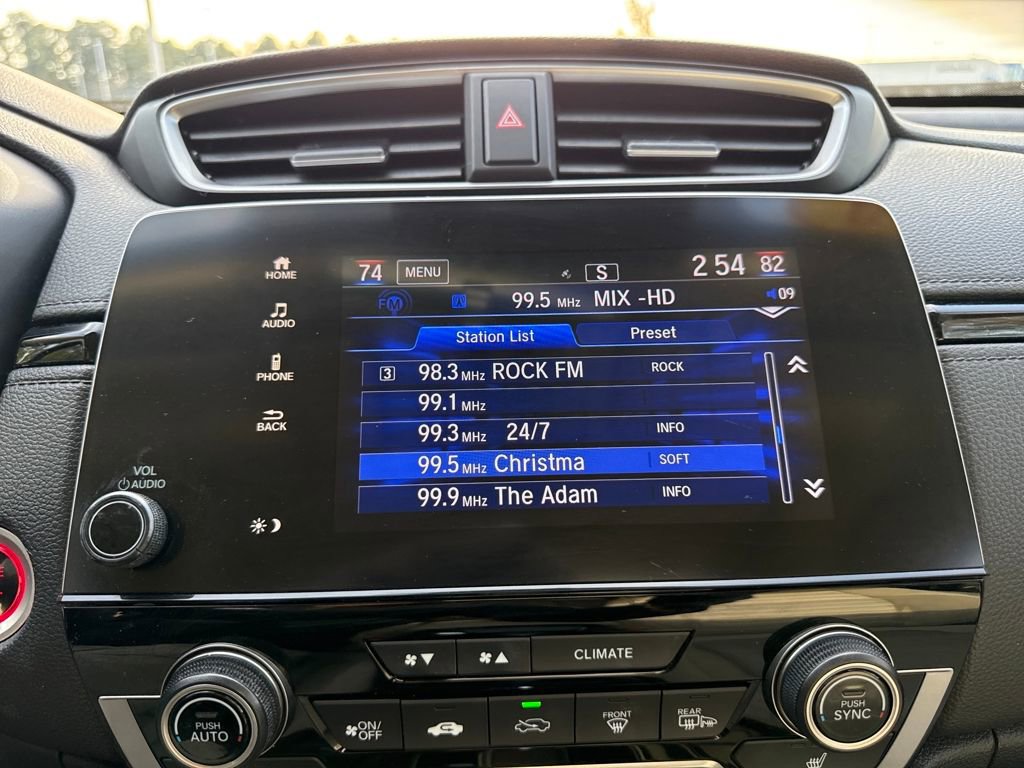 HOME
AUDIO
PHONE
BACK
VOL
AUDIO
74 MENU S 2 54 82
FM 99.5 MHz MIX -HD 09
Station List Preset
3 98.3 MHz ROCK FM ROCK
99.1 MHz
99.3 MHz 24/7 INFO
99.5 MHz Christma SOFT
99.9 MHz The Adam INFO
CLIMATE
PUSH
AUTO
ON/
OFF
FRONT
REAR
PUSH
SYNC